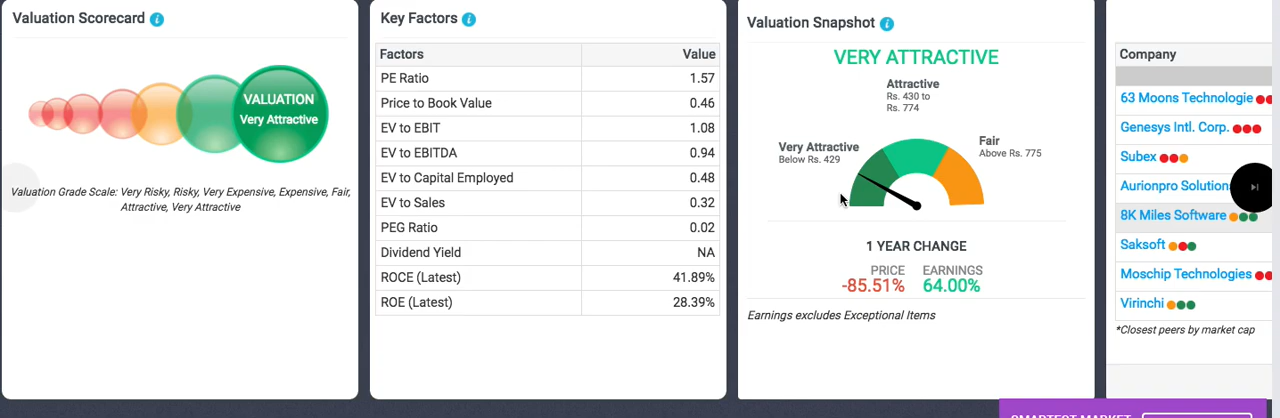 Valuation Scorecard
VALUATION
Very Attractive
Valuation Grade Scale: Very Risky, Risky, Very Expensive, Expensive, Fair,
Attractive, Very Attractive
Key Factors
Factors Value
PE Ratio 1.57
Price to Book Value 0.46
EV to EBIT 1.08
EV to EBITDA 0.94
EV to Capital Employed 0.48
EV to Sales 0.32
PEG Ratio 0.02
Dividend Yield NA
ROCE (Latest) 41.89%
ROE (Latest) 28.39%
Valuation Snapshot
VERY ATTRACTIVE
Attractive
Rs. 430 to
Rs. 774
Very Attractive
Below Rs. 429
Fair
Above Rs. 775
1 YEAR CHANGE
PRICE EARNINGS
-85.51% 64.00%
Earnings excludes Exceptional Items
Company
63 Moons Technologie
Genesys Intl. Corp.
Subex
Aurionpro Solution
8K Miles Software
Saksoft
Moschip Technologies
Virinchi
*Closest peers by market cap
SMARTEST MARKET